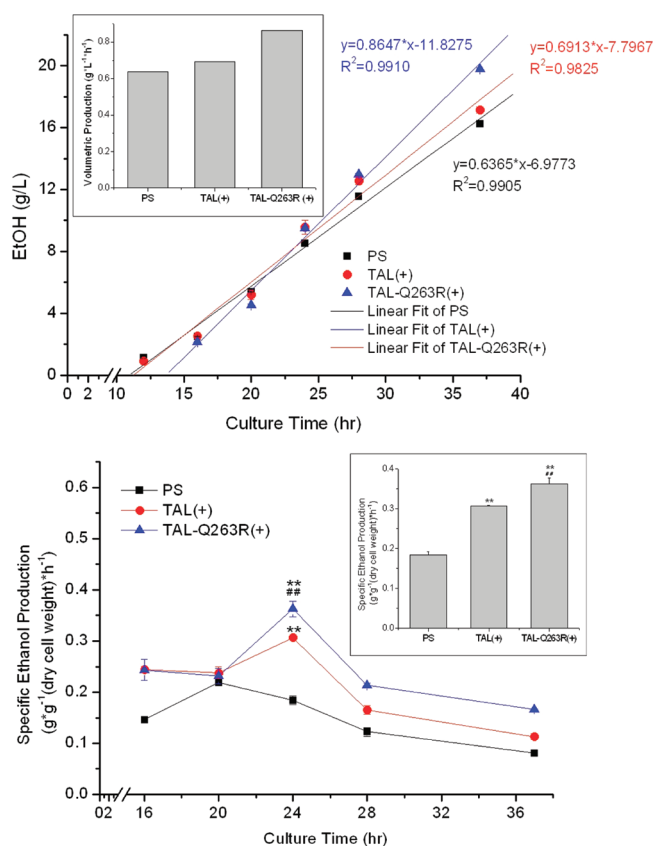 y=0.8647*x-11.8275
R²=0.9910
y=0.6913*x-7.7967
R²=0.9825
y=0.6365*x-6.9773
R²=0.9905
EtOH (g/L)
20
16
12
8
4
0
0 2 10 15 20 25 30 35 40
Culture Time (hr)
PS
TAL(+)
TAL-Q263R(+)
Linear Fit of PS
Linear Fit of TAL(+)
Linear Fit of TAL-Q263R(+)
Volumetric Production (g*L⁻¹*h⁻¹)
0.8
0.6
0.4
0.2
0.0
PS TAL(+) TAL-Q263R (+)
Specific Ethanol Production
(g*g⁻¹(dry cell weight)*h⁻¹)
0.6
0.5
0.4
0.3
0.2
0.1
0.0
PS
TAL(+)
TAL-Q263R(+)
**
##
**
02 16 20 24 28 32 36
Culture Time (hr)
Specific Ethanol Production
(g*g⁻¹(dry cell weight)*h⁻¹)
0.4
0.3
0.2
0.1
0.0
**
**
##
PS TAL(+) TAL-Q263R(+)